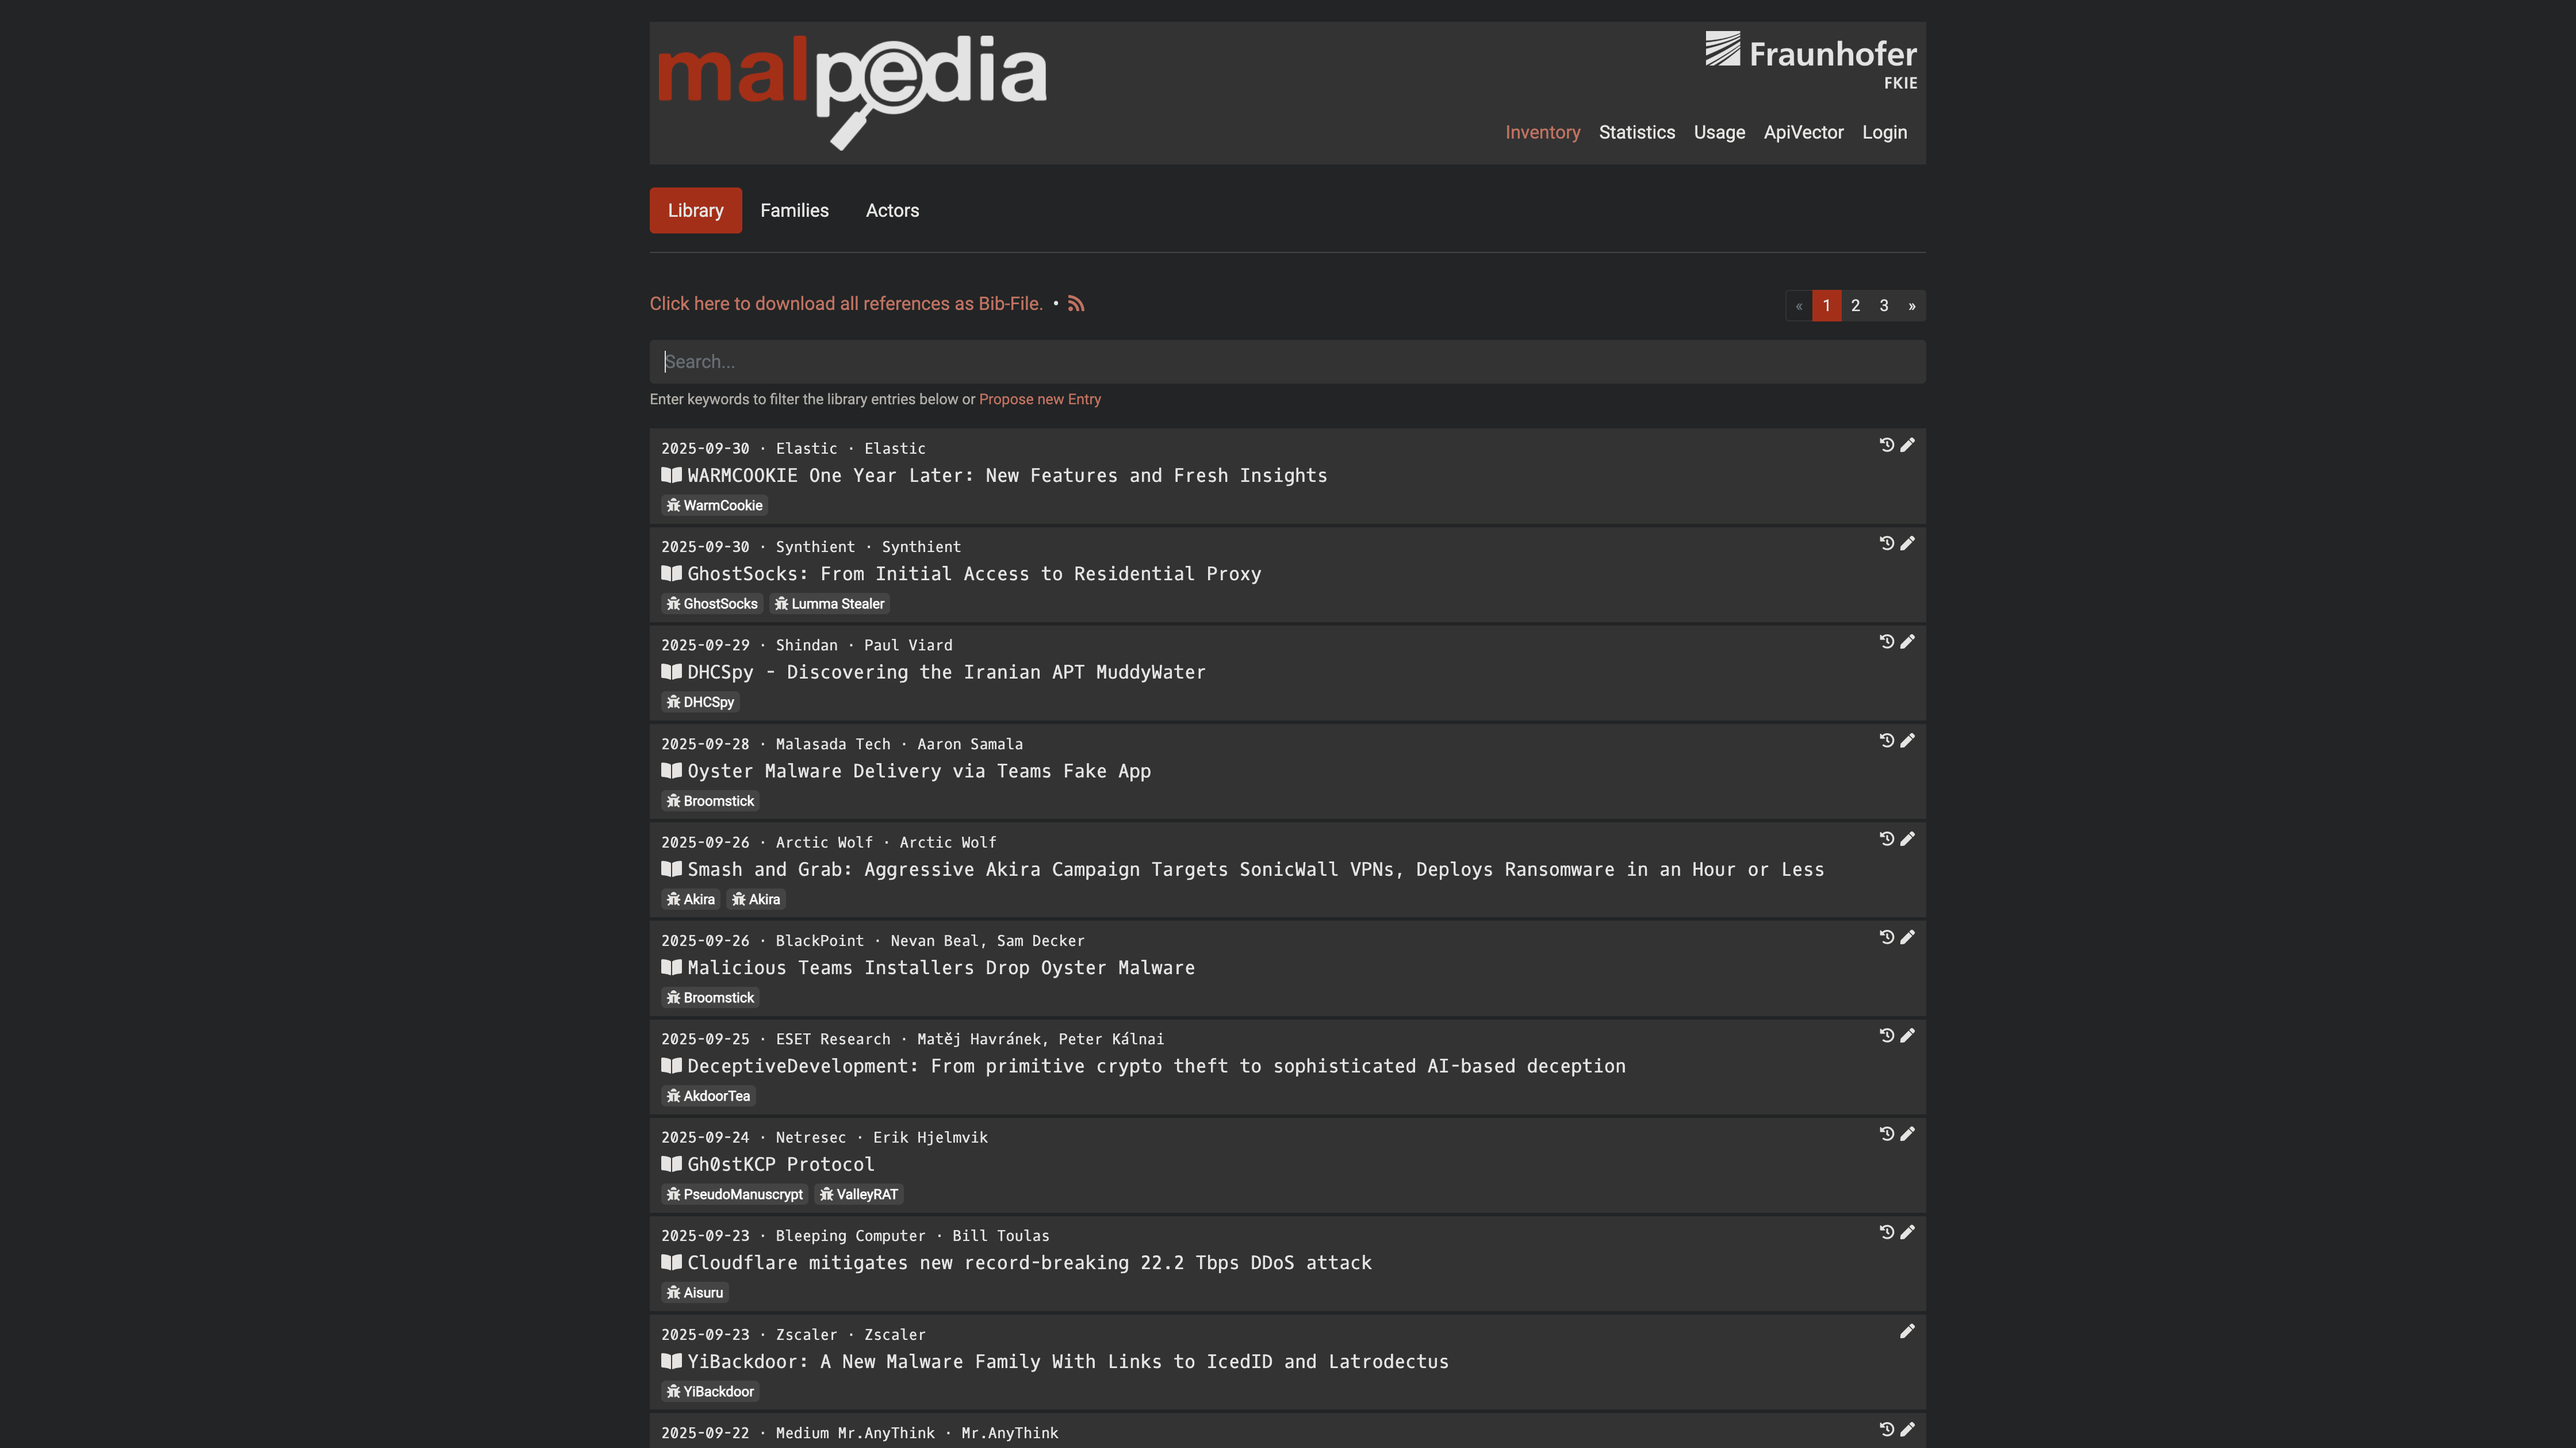 malpedia
Fraunhofer
FKIE
Inventory Statistics Usage ApiVector Login
Library Families Actors
Click here to download all references as Bib-File. •
« 1 2 3 »
Search...
Enter keywords to filter the library entries below or Propose new Entry
2025-09-30 · Elastic · Elastic
WARMCOOKIE One Year Later: New Features and Fresh Insights
WarmCookie
2025-09-30 · Synthient · Synthient
GhostSocks: From Initial Access to Residential Proxy
GhostSocks Lumma Stealer
2025-09-29 · Shindan · Paul Viard
DHCSpy - Discovering the Iranian APT MuddyWater
DHCSpy
2025-09-28 · Malasada Tech · Aaron Samala
Oyster Malware Delivery via Teams Fake App
Broomstick
2025-09-26 · Arctic Wolf · Arctic Wolf
Smash and Grab: Aggressive Akira Campaign Targets SonicWall VPNs, Deploys Ransomware in an Hour or Less
Akira Akira
2025-09-26 · BlackPoint · Nevan Beal, Sam Decker
Malicious Teams Installers Drop Oyster Malware
Broomstick
2025-09-25 · ESET Research · Matěj Havránek, Peter Kálnai
DeceptiveDevelopment: From primitive crypto theft to sophisticated AI-based deception
AkdoorTea
2025-09-24 · Netresec · Erik Hjelmvik
Gh0stKCP Protocol
PseudoManuscrypt ValleyRAT
2025-09-23 · Bleeping Computer · Bill Toulas
Cloudflare mitigates new record-breaking 22.2 Tbps DDoS attack
Aisuru
2025-09-23 · Zscaler · Zscaler
YiBackdoor: A New Malware Family With Links to IcedID and Latrodectus
YiBackdoor
2025-09-22 · Medium Mr.AnyThink · Mr.AnyThink